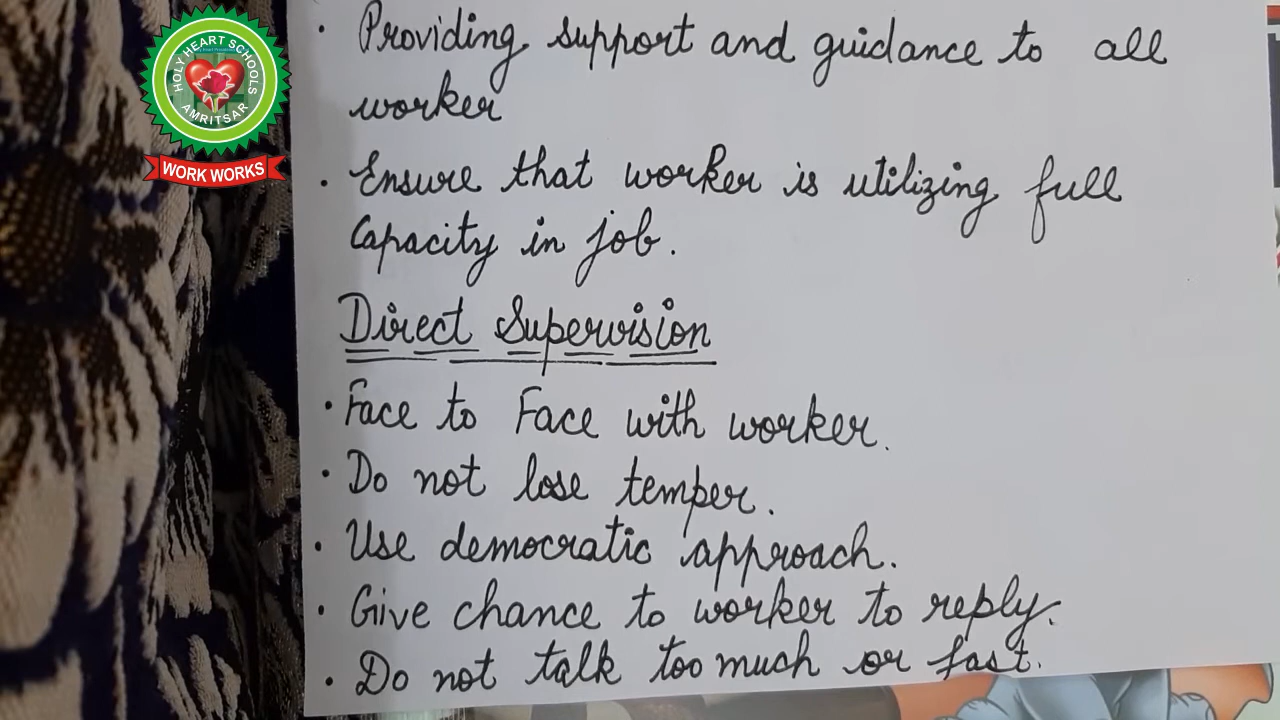 HOLY HEART SCHOOLS
AMRITSAR
WORK WORKS
• Providing support and guidance to all
worker
• Ensure that worker is utilizing full
Capacity in job.
Direct Supervision
• Face to Face with worker.
• Do not lose temper.
• Use democratic approach.
• Give chance to worker to reply.
• Do not talk too much or fast.